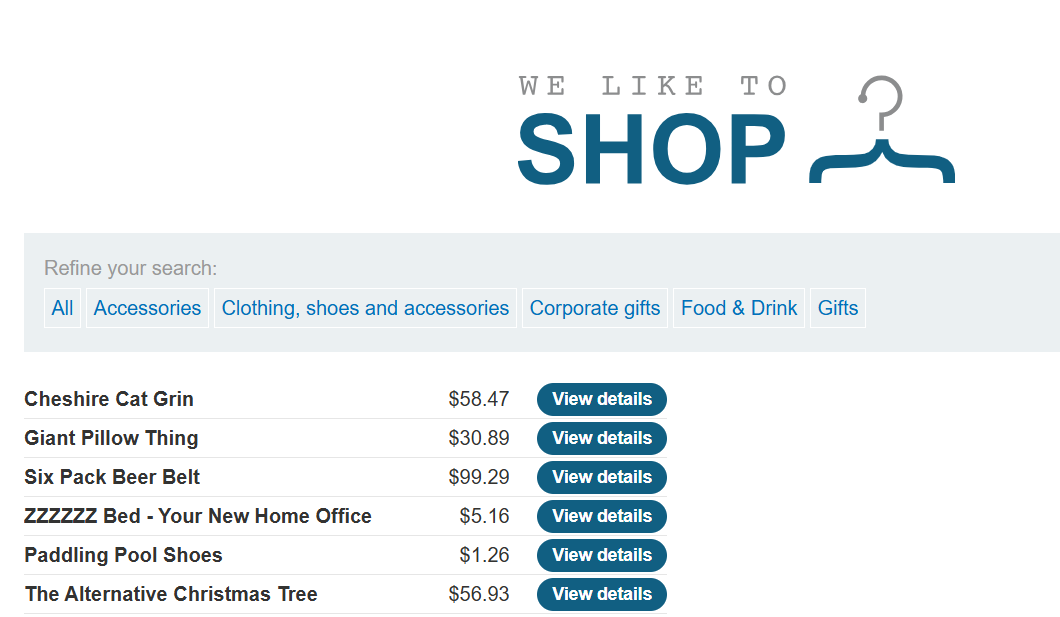 WE LIKE TO
SHOP
Refine your search:
All Accessories Clothing, shoes and accessories Corporate gifts Food & Drink Gifts
Cheshire Cat Grin $58.47 View details
Giant Pillow Thing $30.89 View details
Six Pack Beer Belt $99.29 View details
ZZZZZZ Bed - Your New Home Office $5.16 View details
Paddling Pool Shoes $1.26 View details
The Alternative Christmas Tree $56.93 View details